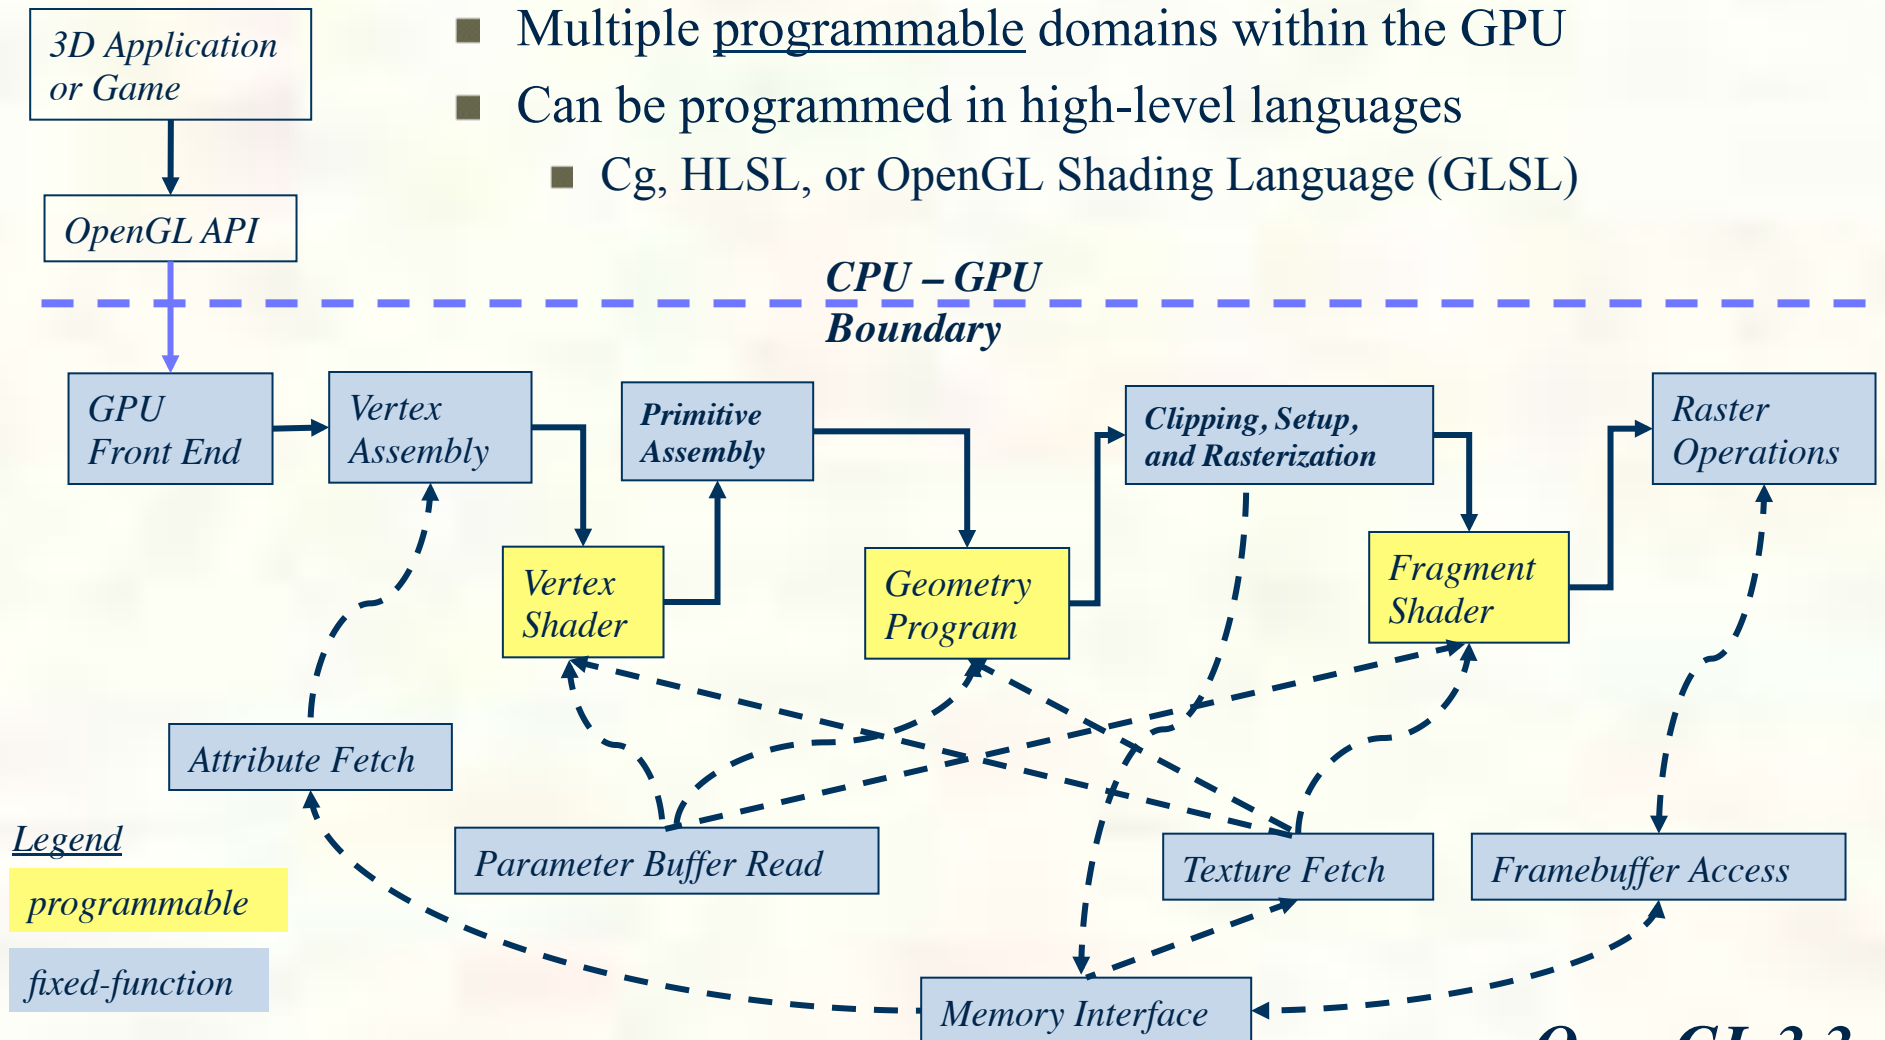 3D Application
or Game
■ Multiple programmable domains within the GPU
■ Can be programmed in high-level languages
■ Cg, HLSL, or OpenGL Shading Language (GLSL)
OpenGL API
CPU – GPU
Boundary
GPU
Front End
Vertex
Assembly
Primitive
Assembly
Clipping, Setup,
and Rasterization
Raster
Operations
Vertex
Shader
Geometry
Program
Fragment
Shader
Attribute Fetch
Parameter Buffer Read
Texture Fetch
Framebuffer Access
Legend
programmable
fixed-function
Memory Interface